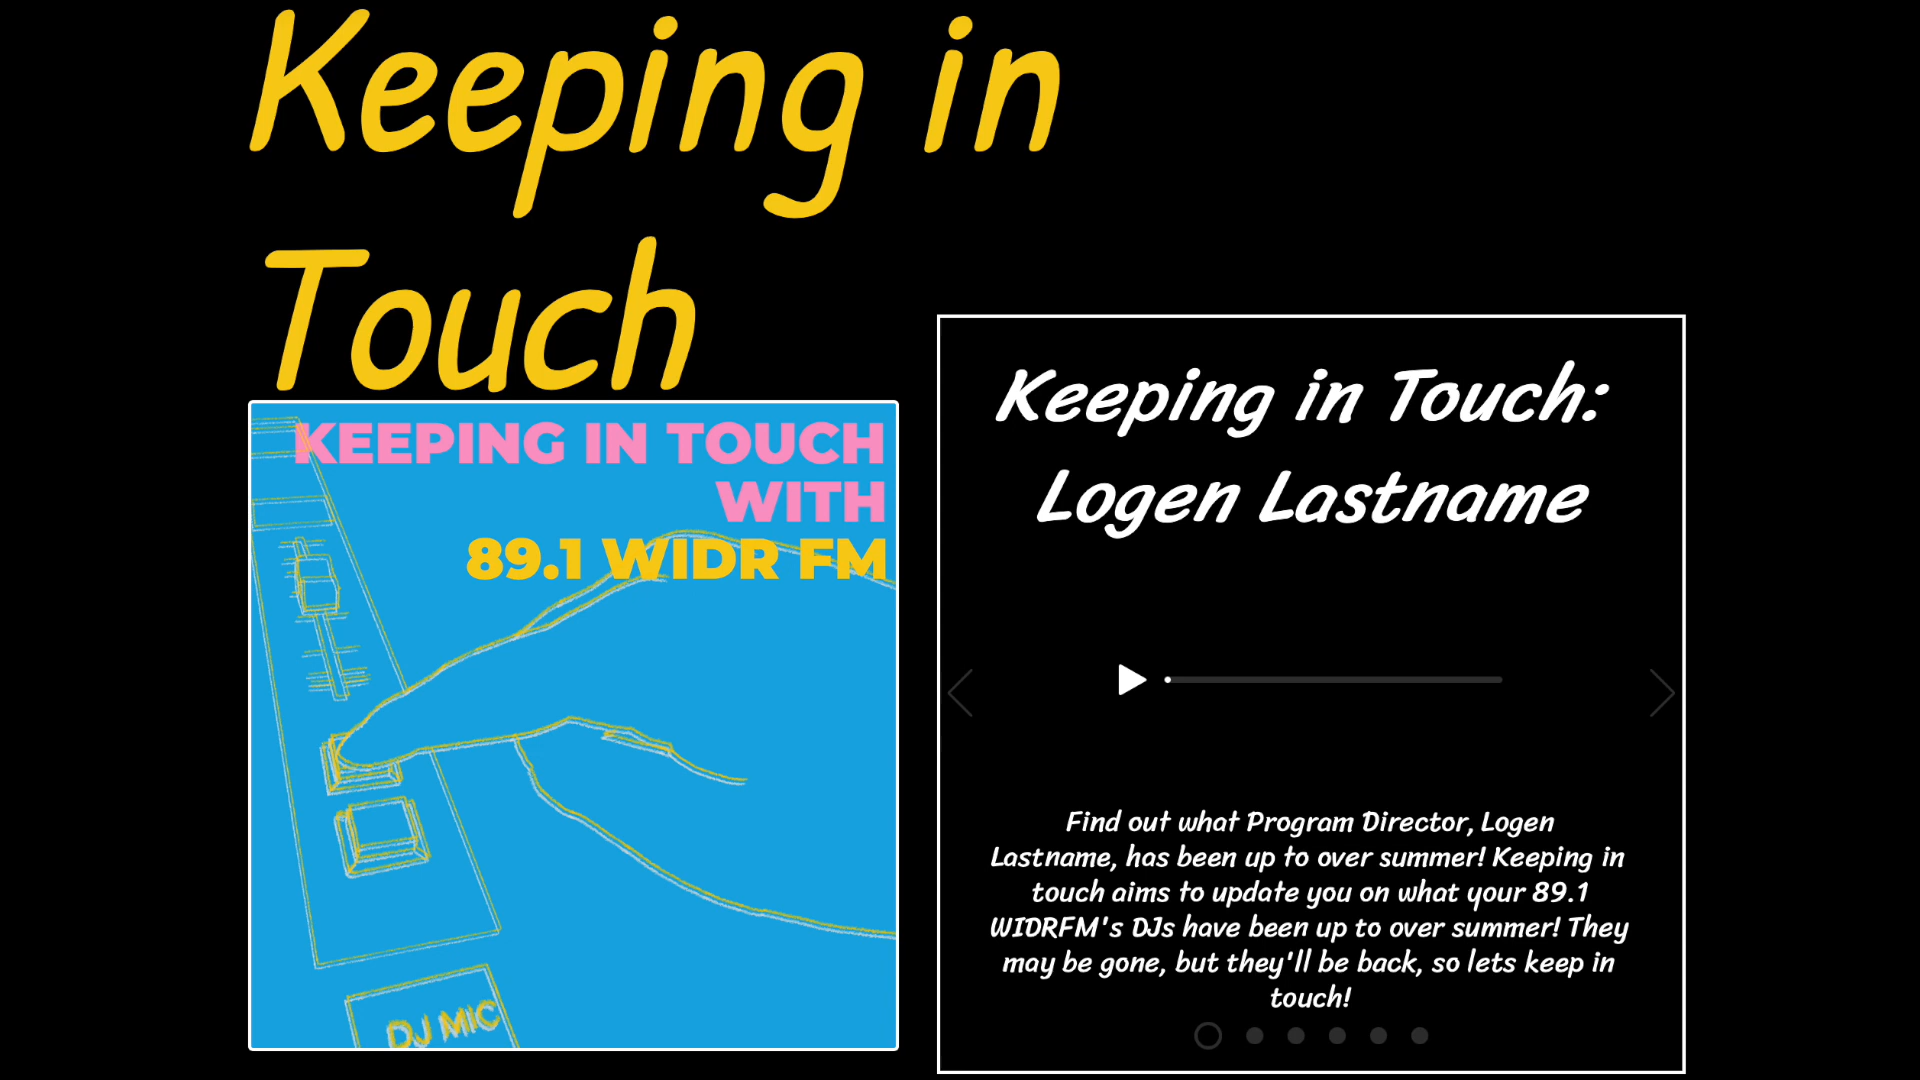 Keeping in
Touch
KEEPING IN TOUCH
WITH
89.1 WIDR FM
DJ MIC
Keeping in Touch:
Logen Lastname
Find out what Program Director, Logen
Lastname, has been up to over summer! Keeping in
touch aims to update you on what your 89.1
WIDRFM's DJs have been up to over summer! They
may be gone, but they'll be back, so lets keep in
touch!